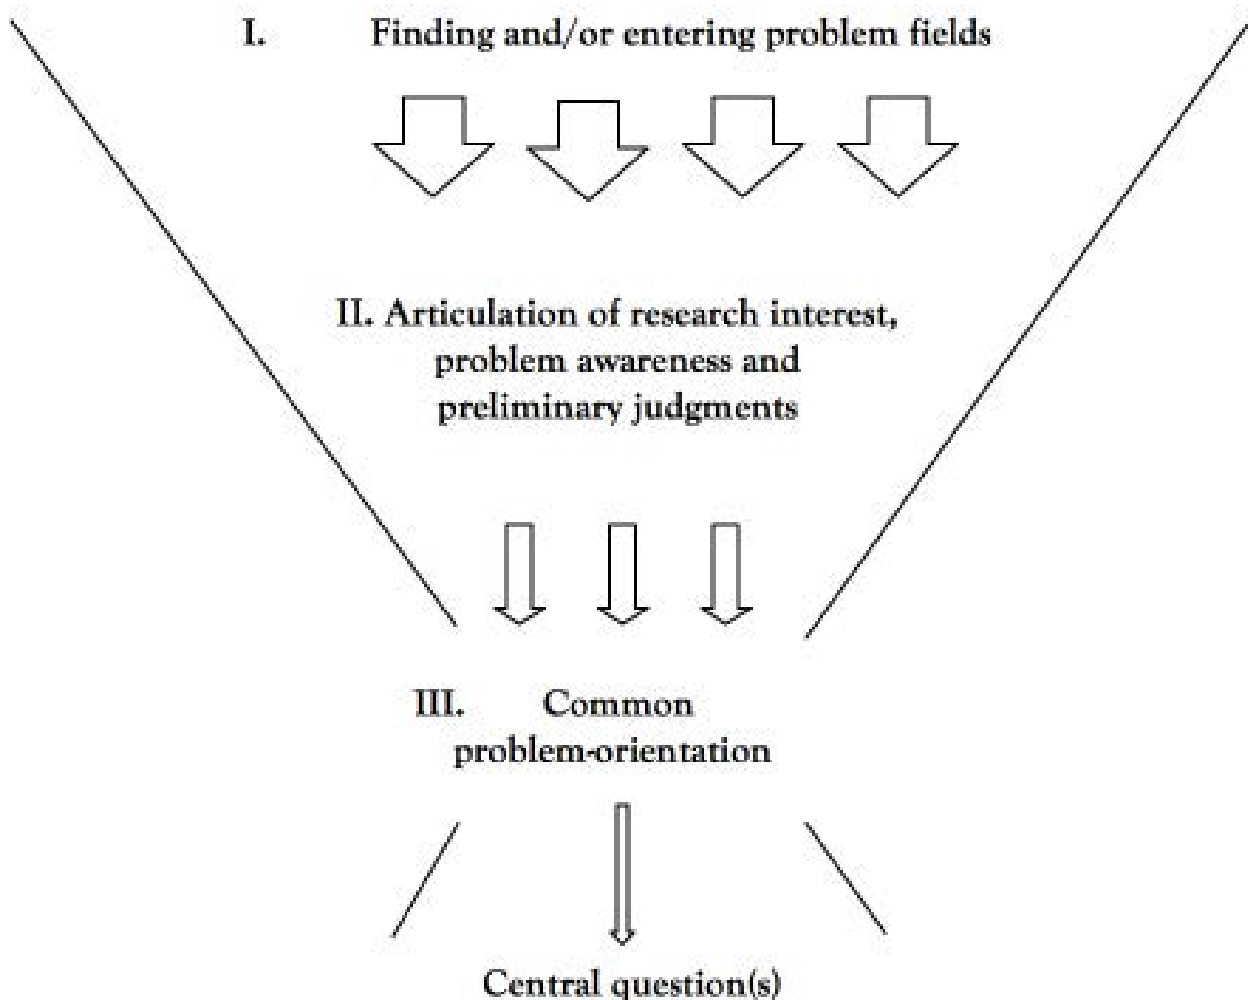 I. Finding and/or entering problem fields
II. Articulation of research interest,
problem awareness and
preliminary judgments
III. Common
problem-orientation
Central question(s)